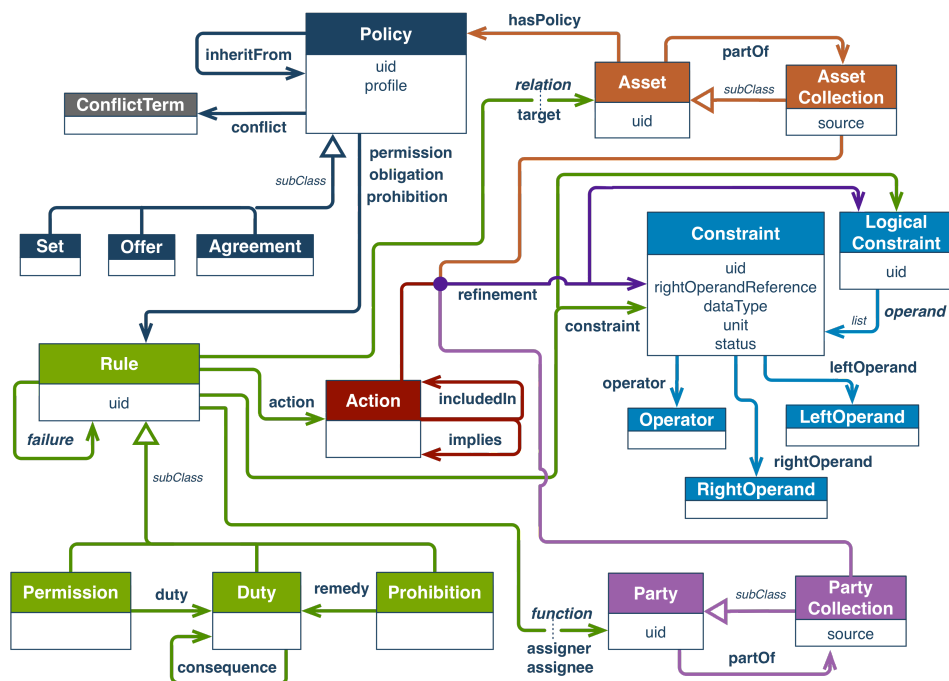 Policy
hasPolicy
inheritFrom
partOf
uid
profile
relation
Asset
subClass
Asset
Collection
ConflictTerm
conflict
target
uid
source
permission
obligation
prohibition
subClass
Set
Offer
Agreement
Constraint
Logical
Constraint
uid
rightOperandReference
dataType
unit
status
uid
refinement
constraint
operand
list
Rule
uid
failure
action
Action
includedIn
implies
operator
leftOperand
Operator
LeftOperand
rightOperand
RightOperand
subClass
Permission
duty
Duty
remedy
Prohibition
consequence
function
assigner
assignee
Party
uid
subClass
Party
Collection
source
partOf